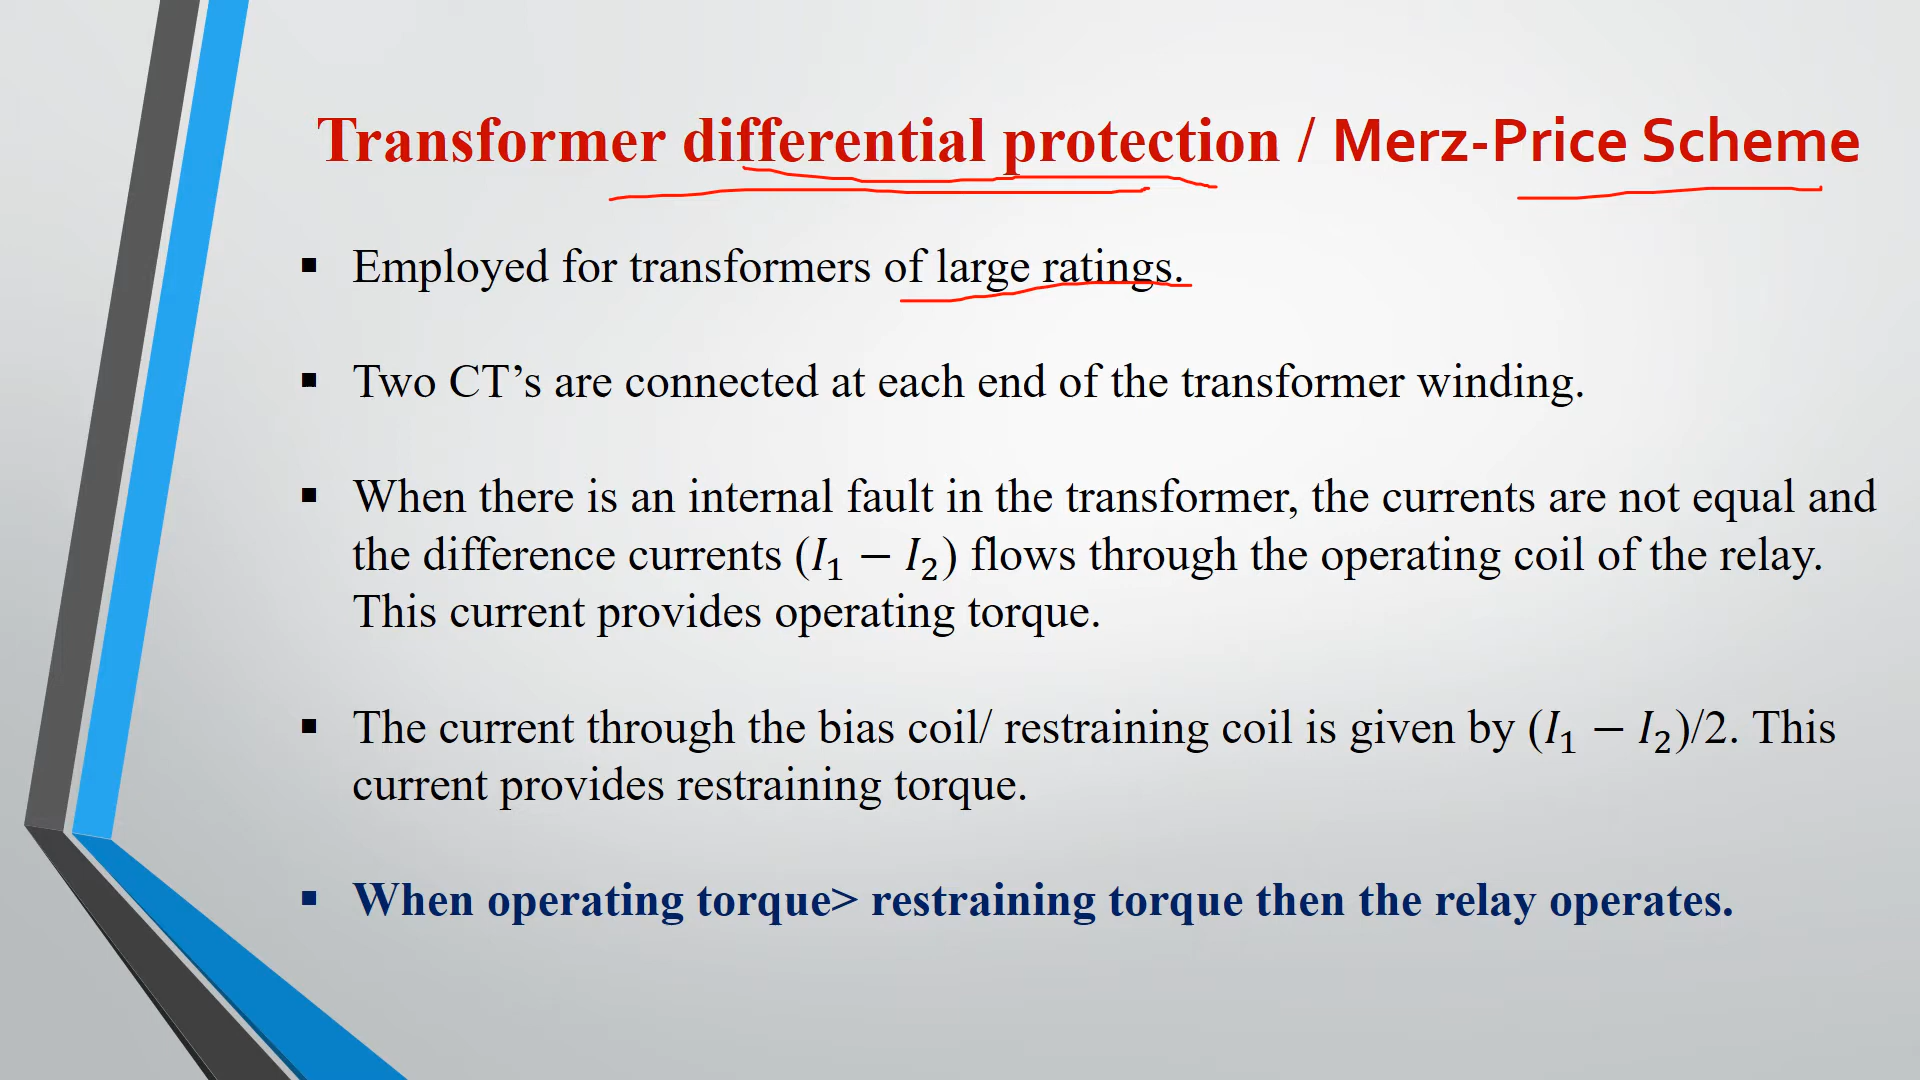 Transformer differential protection / Merz-Price Scheme
▪ Employed for transformers of large ratings.
▪ Two CT’s are connected at each end of the transformer winding.
▪ When there is an internal fault in the transformer, the currents are not equal and
the difference currents (I₁ − I₂) flows through the operating coil of the relay.
This current provides operating torque.
▪ The current through the bias coil/ restraining coil is given by (I₁ − I₂)/2. This
current provides restraining torque.
▪ When operating torque> restraining torque then the relay operates.